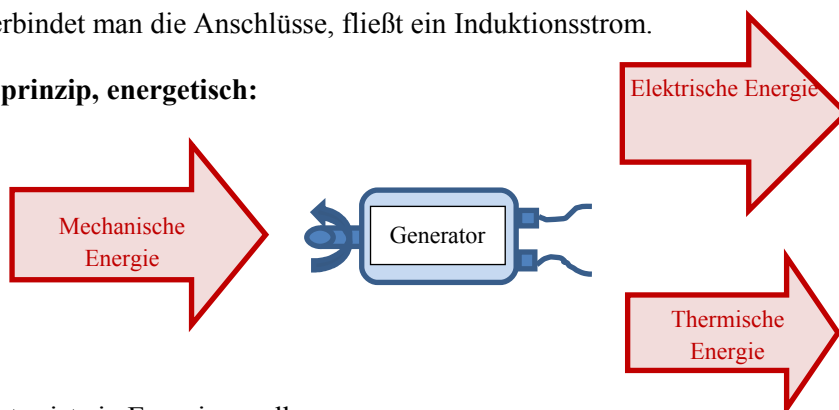 erbindet man die Anschlüsse, fließt ein Induktionsstrom.
prinzip, energetisch:
Elektrische Energie
Mechanische
Energie
Generator
Thermische
Energie